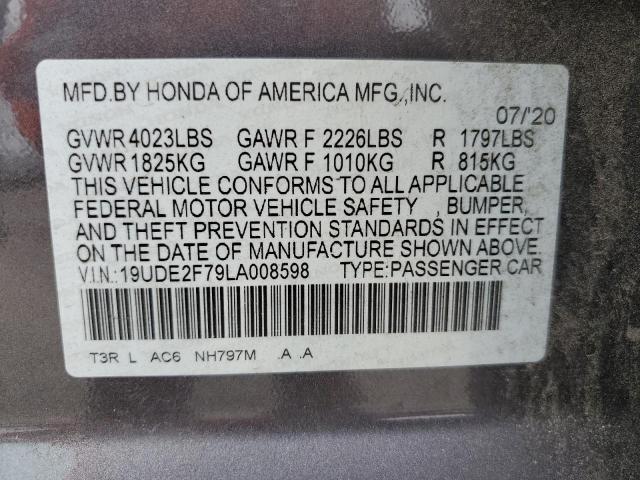 MFD.BY HONDA OF AMERICA MFG.,INC.
07/'20
GVWR 4023LBS GAWR F 2226LBS R 1797LBS
GVWR 1825KG GAWR F 1010KG R 815KG
THIS VEHICLE CONFORMS TO ALL APPLICABLE
FEDERAL MOTOR VEHICLE SAFETY , BUMPER,
AND THEFT PREVENTION STANDARDS IN EFFECT
ON THE DATE OF MANUFACTURE SHOWN ABOVE.
V.I.N.: 19UDE2F79LA008598 TYPE:PASSENGER CAR
T3R L AC6 NH797M .A .A